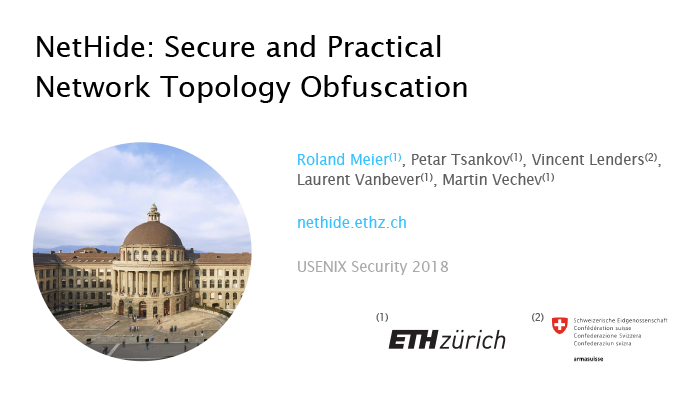 NetHide: Secure and Practical
Network Topology Obfuscation
Roland Meier(1), Petar Tsankov(1), Vincent Lenders(2),
Laurent Vanbever(1), Martin Vechev(1)
nethide.ethz.ch
USENIX Security 2018
(1)
ETH zürich
(2)
Schweizerische Eidgenossenschaft
Confédération suisse
Confederazione Svizzera
Confederaziun svizra
armasuisse